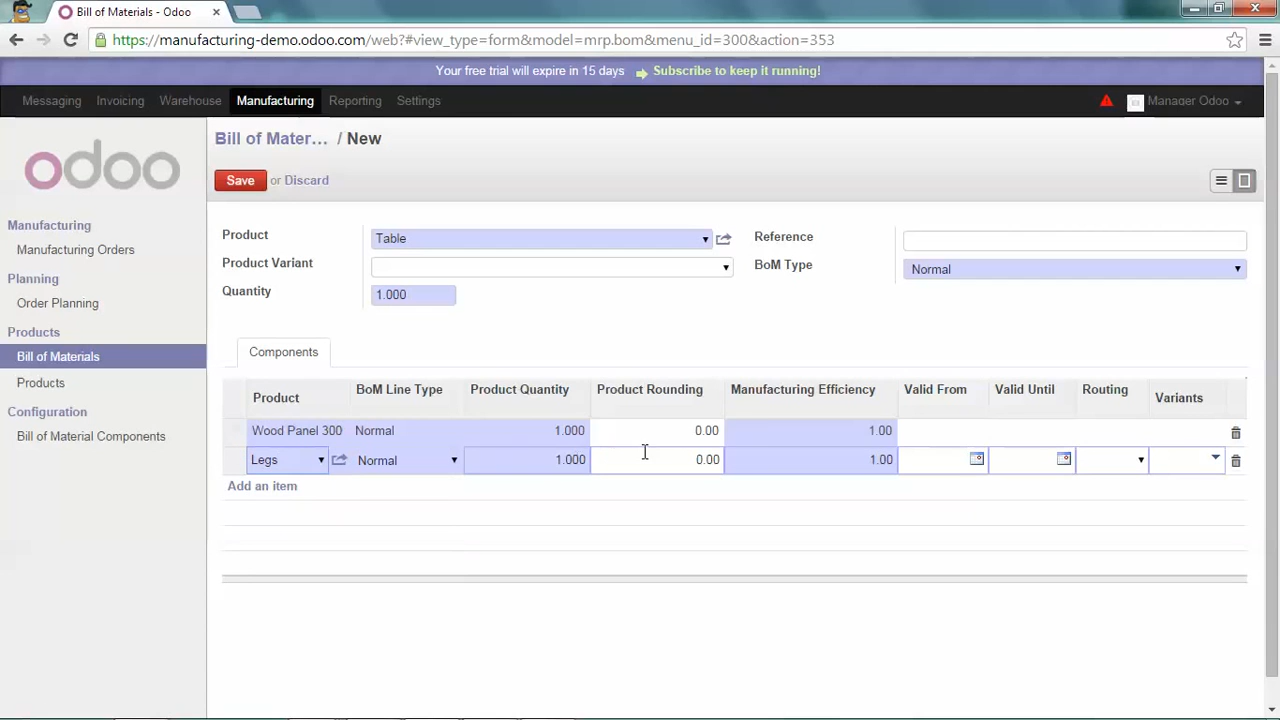 Bill of Materials - Odoo
https://manufacturing-demo.odoo.com/web?#view_type=form&model=mrp.bom&menu_id=300&action=353
Your free trial will expire in 15 days Subscribe to keep it running!
Messaging Invoicing Warehouse Manufacturing Reporting Settings Manager Odoo
odoo
Manufacturing
Manufacturing Orders
Planning
Order Planning
Products
Bill of Materials
Products
Configuration
Bill of Material Components
Bill of Mater... / New
Save or Discard
Product Table
Product Variant
Quantity 1.000
Reference
BoM Type Normal
Components
Product BoM Line Type Product Quantity Product Rounding Manufacturing Efficiency Valid From Valid Until Routing Variants
Wood Panel 300 Normal 1.000 0.00 1.00
Legs Normal 1.000 0.00 1.00
Add an item